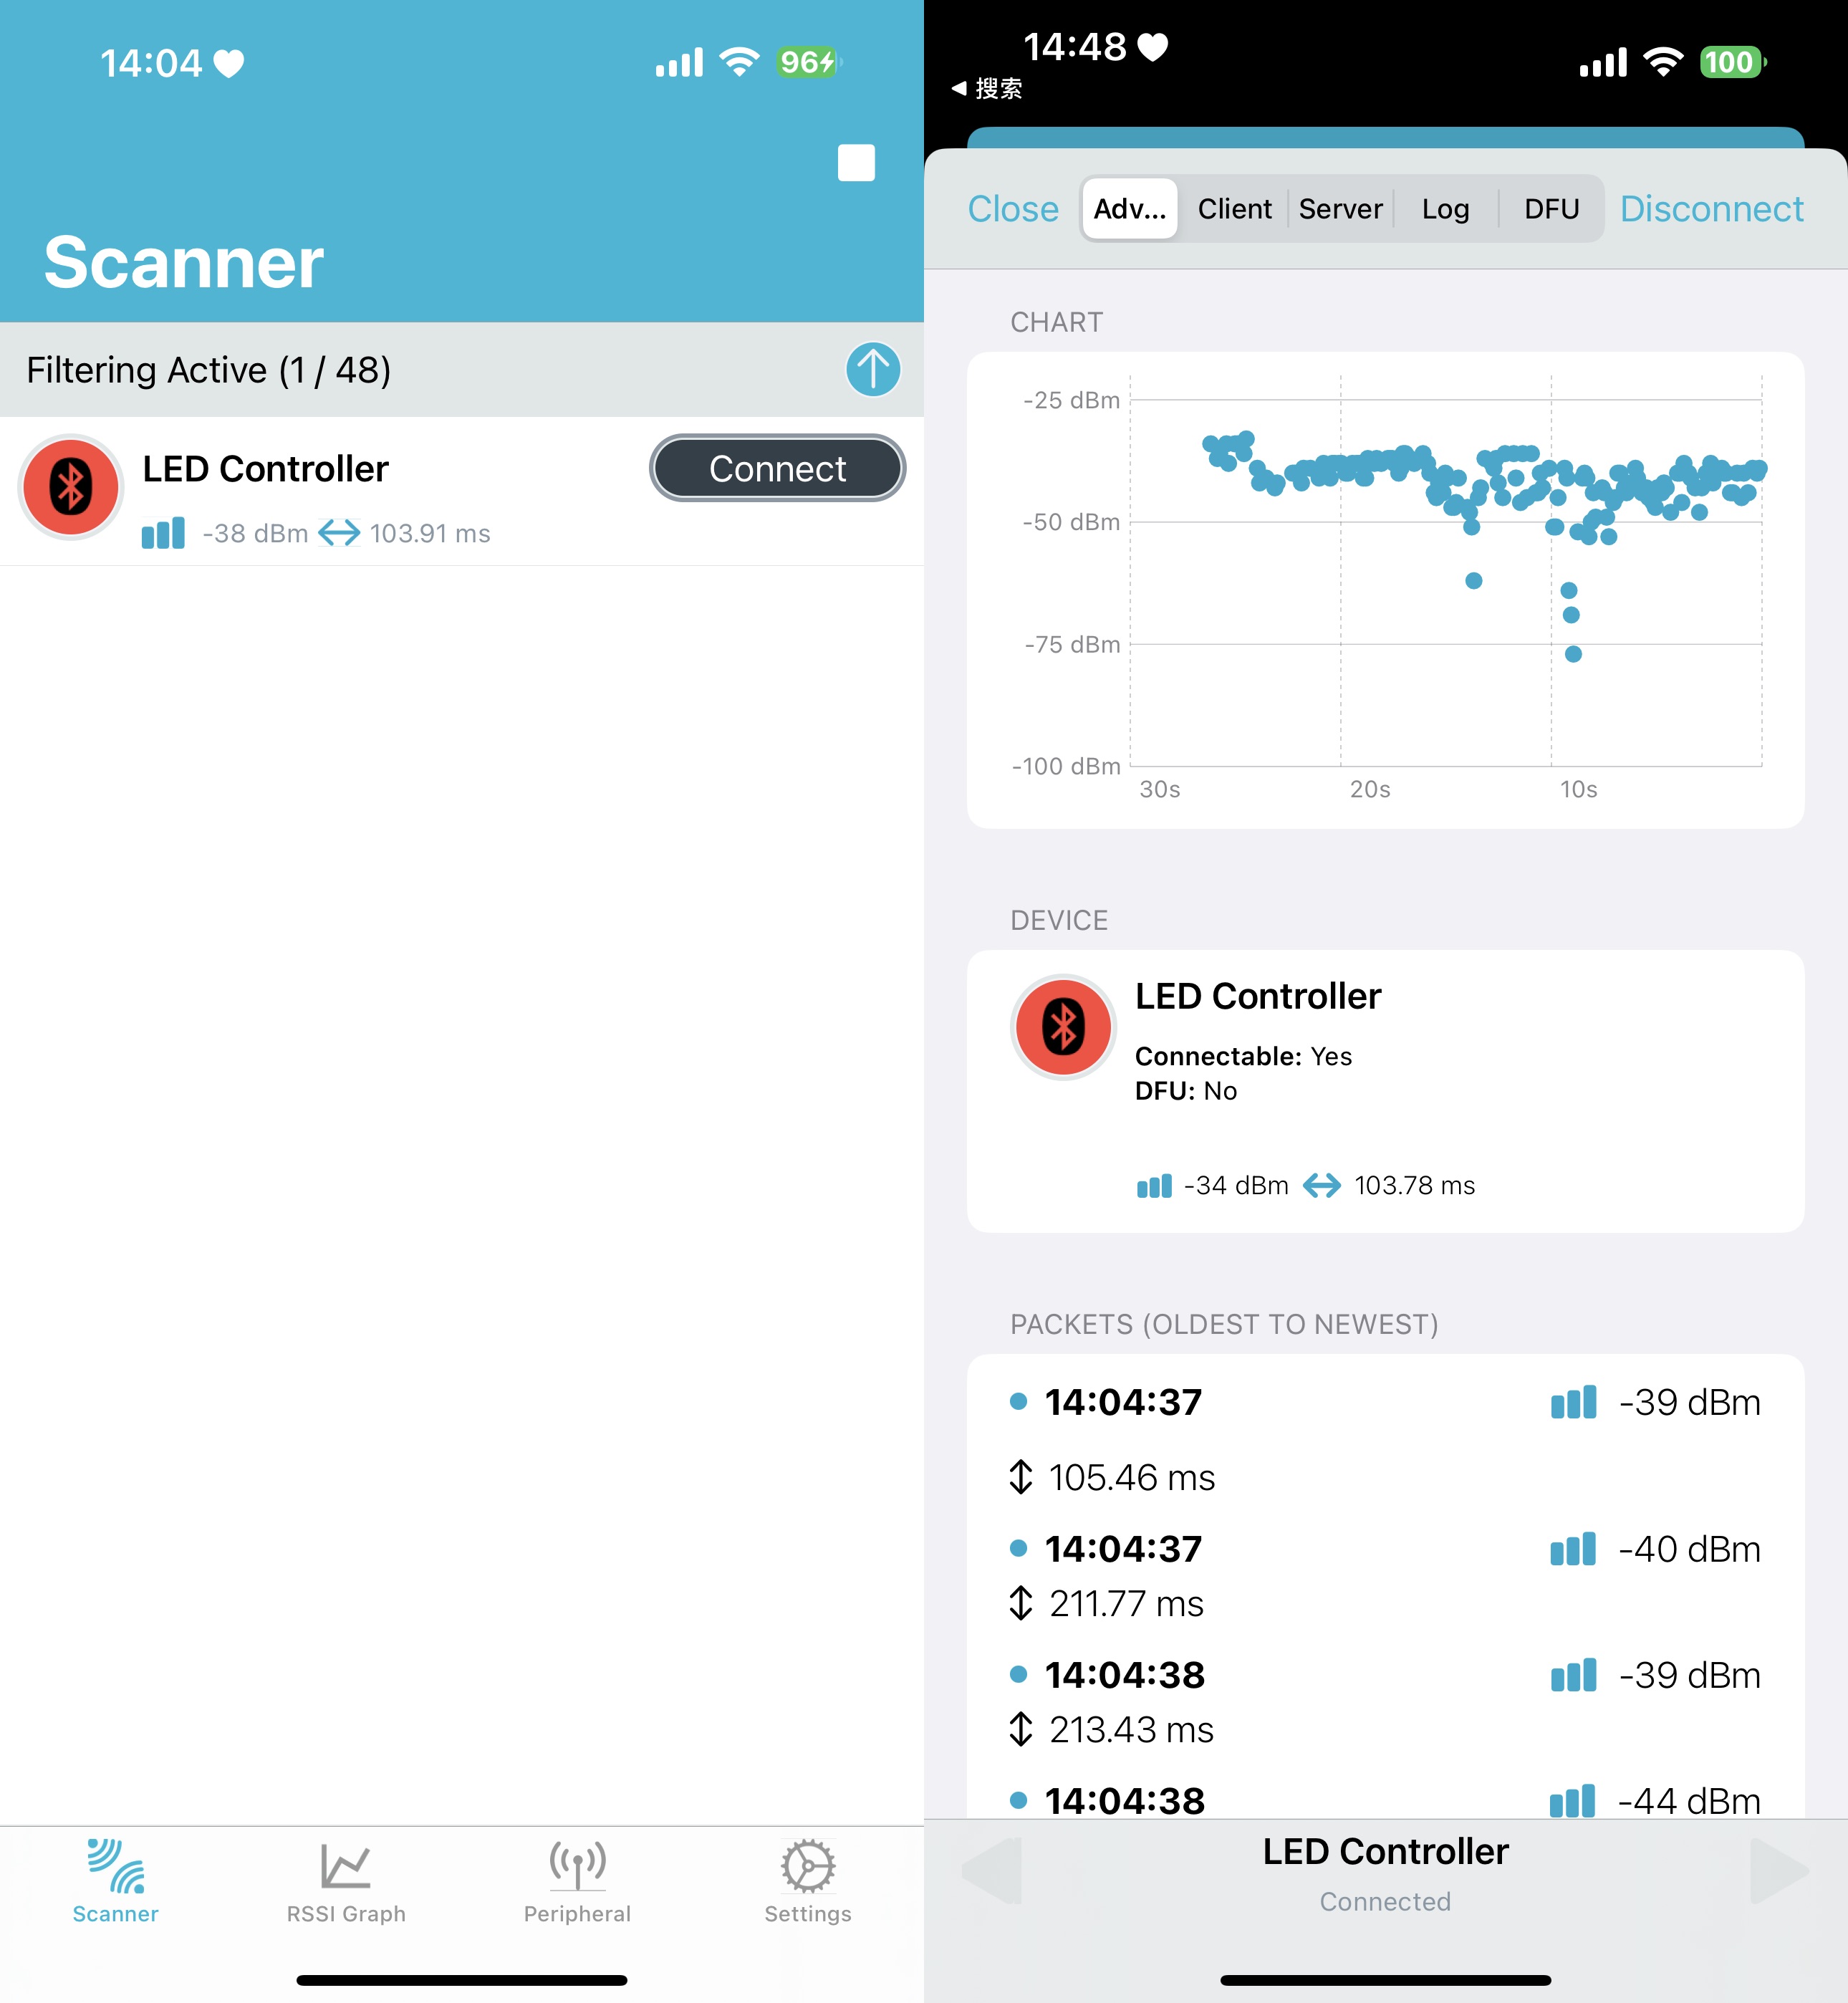 14:04
96
Scanner
Filtering Active (1 / 48)
LED Controller
Connect
-38 dBm
103.91 ms
Scanner
RSSI Graph
Peripheral
Settings
14:48
100
搜索
Close
Adv...
Client
Server
Log
DFU
Disconnect
CHART
-25 dBm
-50 dBm
-75 dBm
-100 dBm
30s
20s
10s
DEVICE
LED Controller
Connectable: Yes
DFU: No
-34 dBm
103.78 ms
PACKETS (OLDEST TO NEWEST)
14:04:37
-39 dBm
105.46 ms
14:04:37
-40 dBm
211.77 ms
14:04:38
-39 dBm
213.43 ms
14:04:38
-44 dBm
LED Controller
Connected